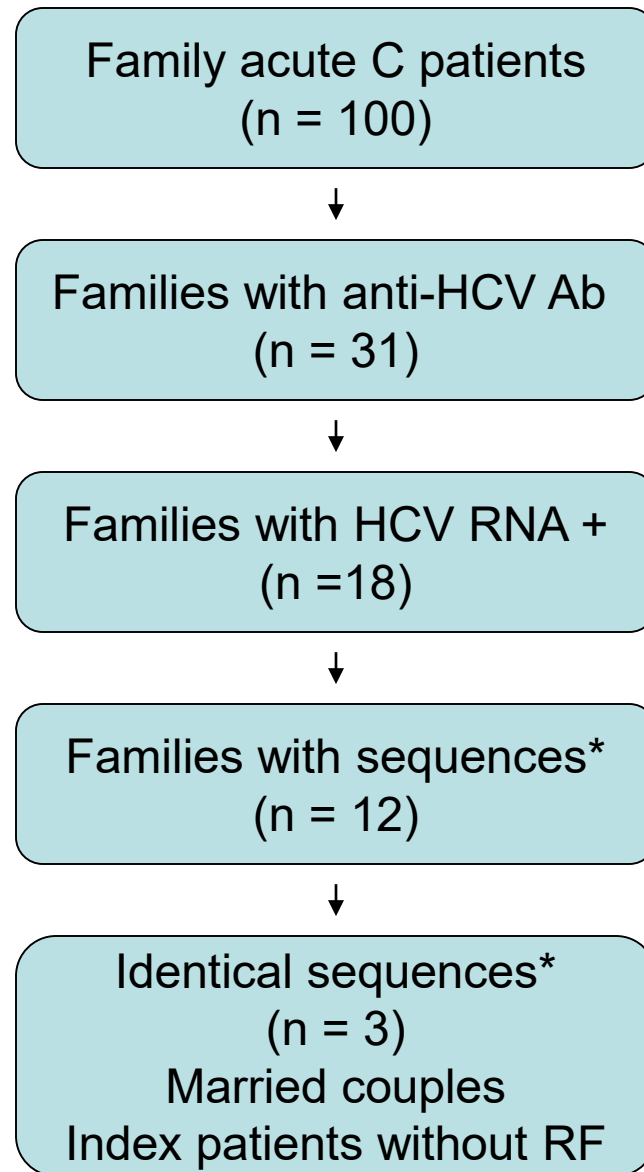 Family acute C patients
(n = 100)
Families with anti-HCV Ab
(n = 31)
Families with HCV RNA +
(n =18)
Families with sequences*
(n = 12)
Identical sequences*
(n = 3)
Married couples
Index patients without RF